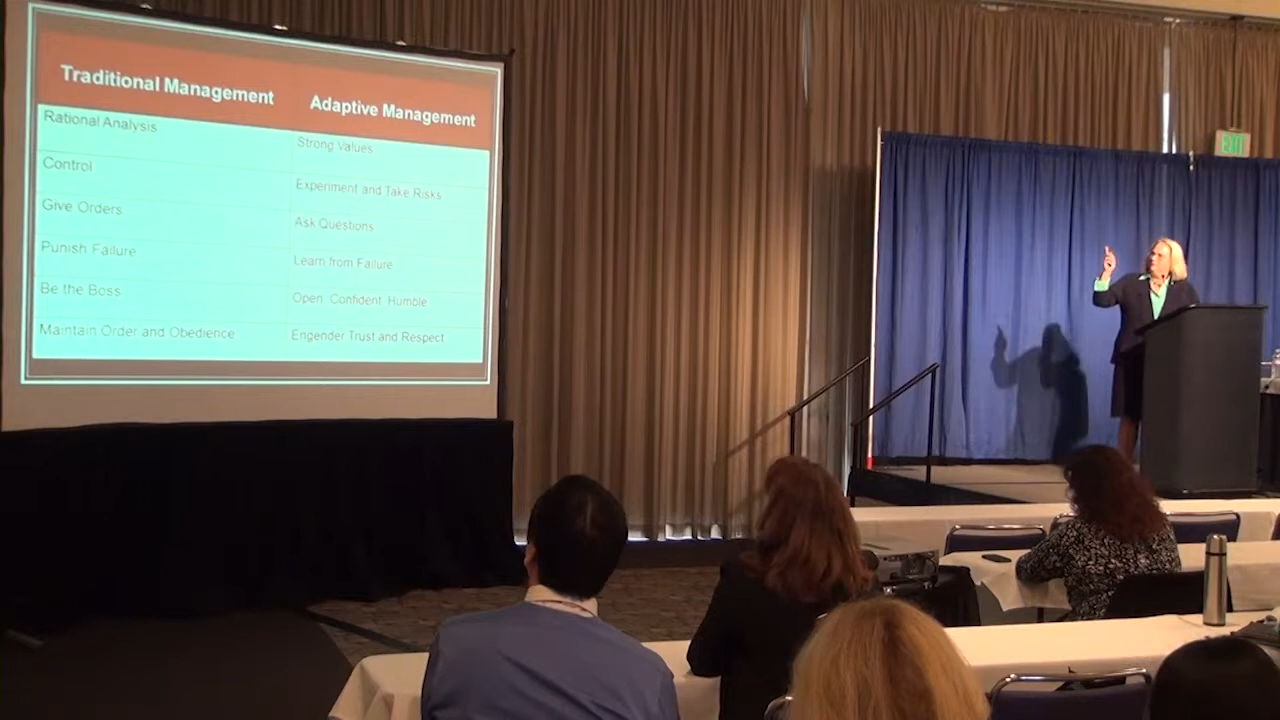 Traditional Management Adaptive Management
Rational Analysis Strong Values
Control Experiment and Take Risks
Give Orders Ask Questions
Punish Failure Learn from Failure
Be the Boss Open Confident Humble
Maintain Order and Obedience Engender Trust and Respect
EXIT